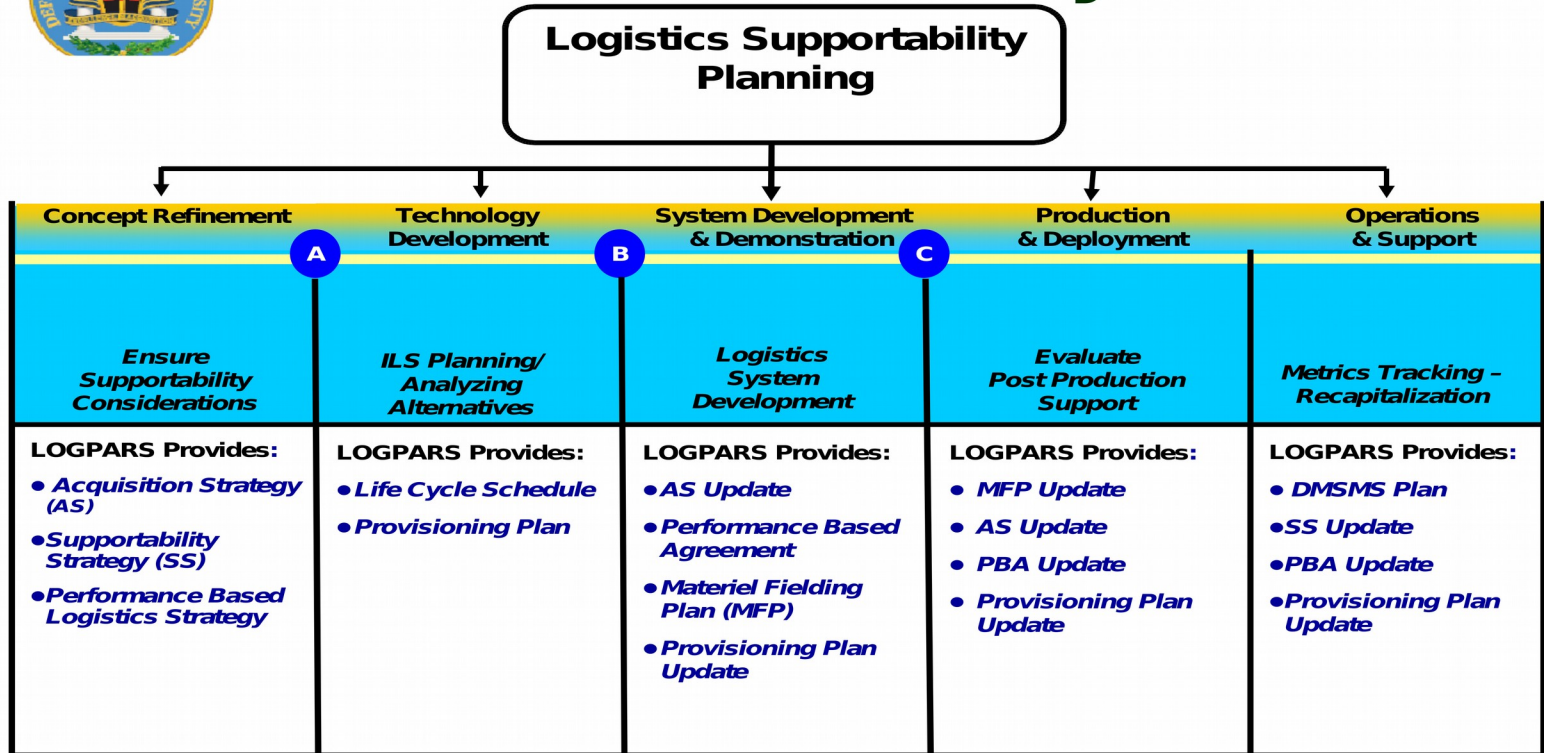 Logistics Supportability
Planning
Concept Refinement
Technology
Development
System Development
& Demonstration
Production
& Deployment
Operations
& Support
A
B
C
Ensure
Supportability
Considerations
ILS Planning/
Analyzing
Alternatives
Logistics
System
Development
Evaluate
Post Production
Support
Metrics Tracking –
Recapitalization
LOGPARS Provides:
● Acquisition Strategy
(AS)
●Supportability
Strategy (SS)
●Performance Based
Logistics Strategy
LOGPARS Provides:
●Life Cycle Schedule
●Provisioning Plan
LOGPARS Provides:
●AS Update
●Performance Based
Agreement
●Materiel Fielding
Plan (MFP)
●Provisioning Plan
Update
LOGPARS Provides:
● MFP Update
● AS Update
● PBA Update
● Provisioning Plan
Update
LOGPARS Provides:
● DMSMS Plan
●SS Update
●PBA Update
●Provisioning Plan
Update